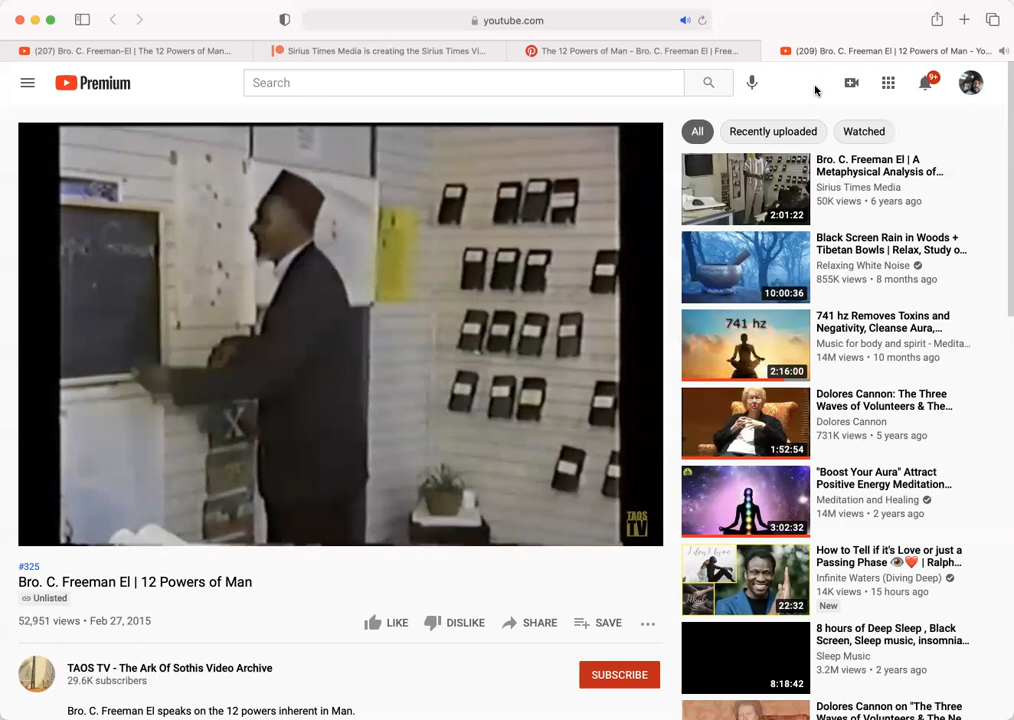 youtube.com
(207) Bro. C. Freeman-El | The 12 Powers of Man...
Sirius Times Media is creating the Sirius Times Vi...
The 12 Powers of Man - Bro. C. Freeman El | Free...
(209) Bro. C. Freeman El | 12 Powers of Man - Yo...
Premium
Search
9+
All
Recently uploaded
Watched
X
TAOS
TV
#325
Bro. C. Freeman El | 12 Powers of Man
Unlisted
52,951 views • Feb 27, 2015
LIKE
DISLIKE
SHARE
SAVE
TAOS TV - The Ark Of Sothis Video Archive
29.6K subscribers
SUBSCRIBE
Bro. C. Freeman El speaks on the 12 powers inherent in Man.
2:01:22
Bro. C. Freeman El | A
Metaphysical Analysis of...
Sirius Times Media
50K views • 6 years ago
10:00:36
Black Screen Rain in Woods +
Tibetan Bowls | Relax, Study o...
Relaxing White Noise
855K views • 8 months ago
741 hz
2:16:00
741 hz Removes Toxins and
Negativity, Cleanse Aura,...
Music for body and spirit - Medita...
14M views • 10 months ago
1:52:54
Dolores Cannon: The Three
Waves of Volunteers & The...
Dolores Cannon
731K views • 5 years ago
3:02:32
"Boost Your Aura" Attract
Positive Energy Meditation...
Meditation and Healing
14M views • 2 years ago
22:32
How to Tell if it's Love or just a
Passing Phase 👁️❤️ | Ralph...
Infinite Waters (Diving Deep)
14K views • 15 hours ago
New
8:18:42
8 hours of Deep Sleep , Black
Screen, Sleep music, insomnia...
Sleep Music
3.2M views • 2 years ago
Dolores Cannon on "The Three
Waves of Volunteers & The Ne...